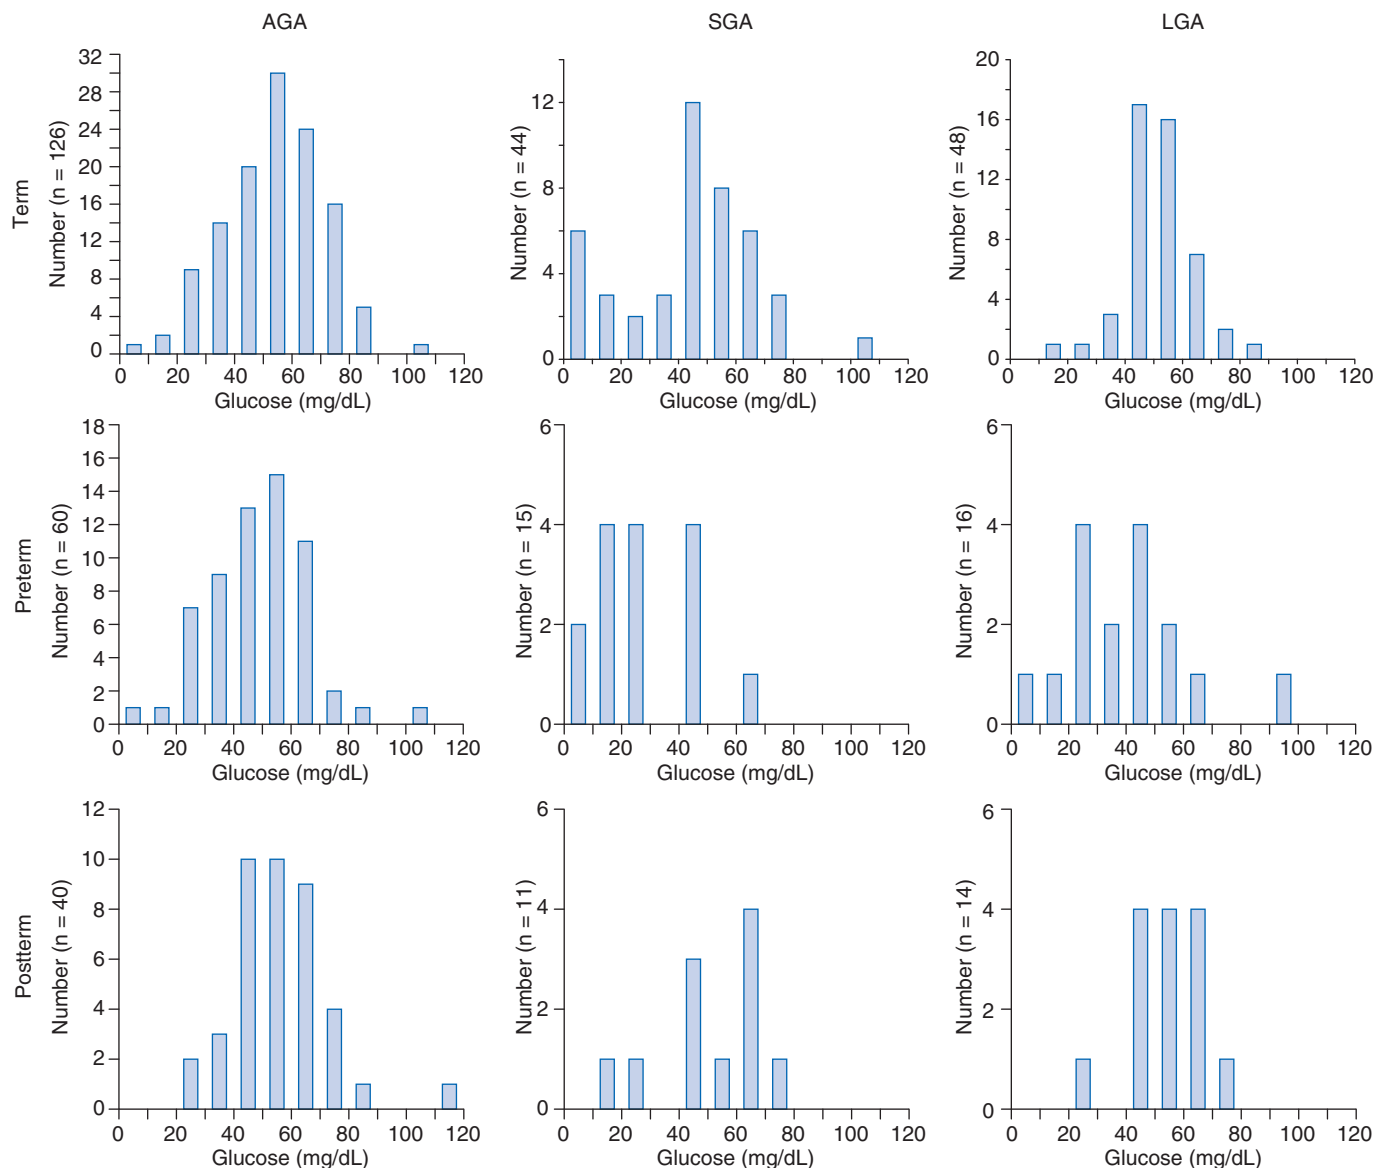 AGA SGA LGA
Term
Number (n = 126)
32
28
24
20
16
12
8
4
0
0 20 40 60 80 100 120
Glucose (mg/dL)
Number (n = 44)
12
8
4
0
0 20 40 60 80 100 120
Glucose (mg/dL)
Number (n = 48)
20
16
12
8
4
0
0 20 40 60 80 100 120
Glucose (mg/dL)
Preterm
Number (n = 60)
18
16
14
12
10
8
6
4
2
0
0 20 40 60 80 100 120
Glucose (mg/dL)
Number (n = 15)
6
4
2
0
0 20 40 60 80 100 120
Glucose (mg/dL)
Number (n = 16)
6
4
2
0
0 20 40 60 80 100 120
Glucose (mg/dL)
Postterm
Number (n = 40)
12
10
8
6
4
2
0
0 20 40 60 80 100 120
Glucose (mg/dL)
Number (n = 11)
6
4
2
0
0 20 40 60 80 100 120
Glucose (mg/dL)
Number (n = 14)
6
4
2
0
0 20 40 60 80 100 120
Glucose (mg/dL)